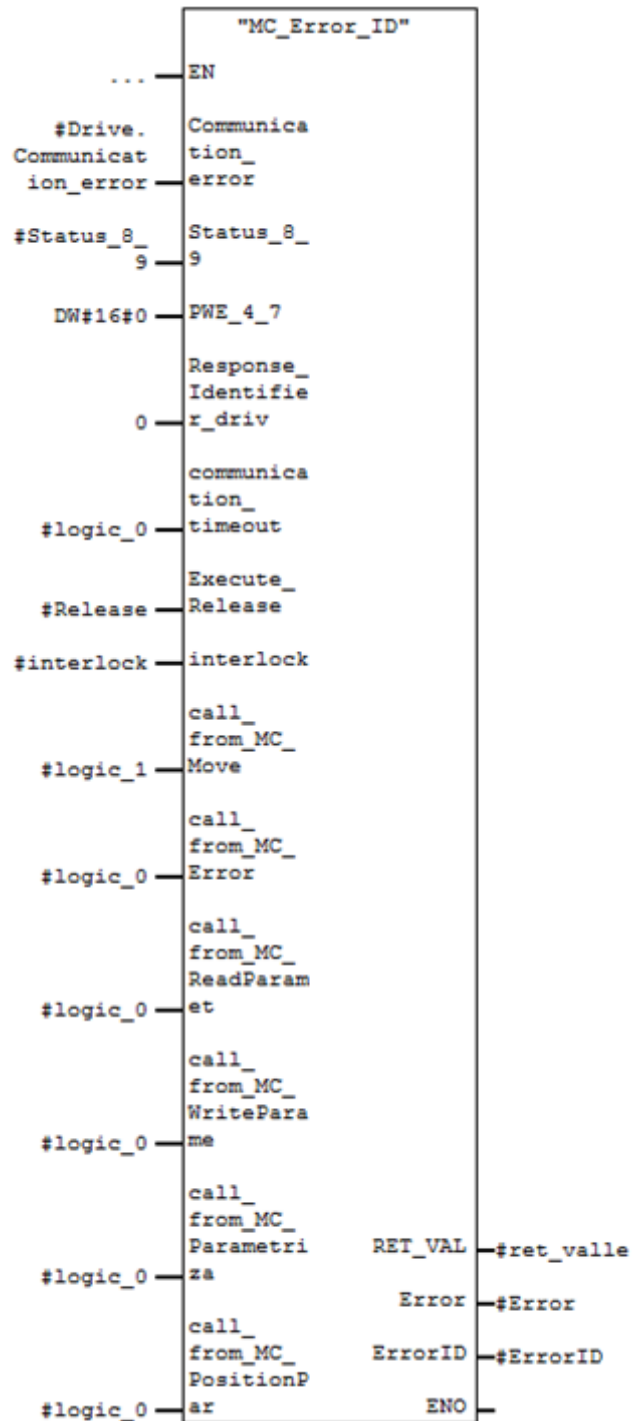 "MC_Error_ID"
... EN
#Drive. Communica
Communicat tion_
ion_error error
#Status_8_ Status_8_
9 9
DW#16#0 PWE_4_7
Response_
Identifie
0 r_driv
communica
tion_
#logic_0 timeout
Execute_
#Release Release
#interlock interlock
call_
from_MC_
#logic_1 Move
call_
from_MC_
#logic_0 Error
call_
from_MC_
ReadParam
#logic_0 et
call_
from_MC_
WritePara
#logic_0 me
call_
from_MC_
Parametri RET_VAL #ret_valle
#logic_0 za
Error #Error
call_
from_MC_ ErrorID #ErrorID
PositionP
#logic_0 ar ENO